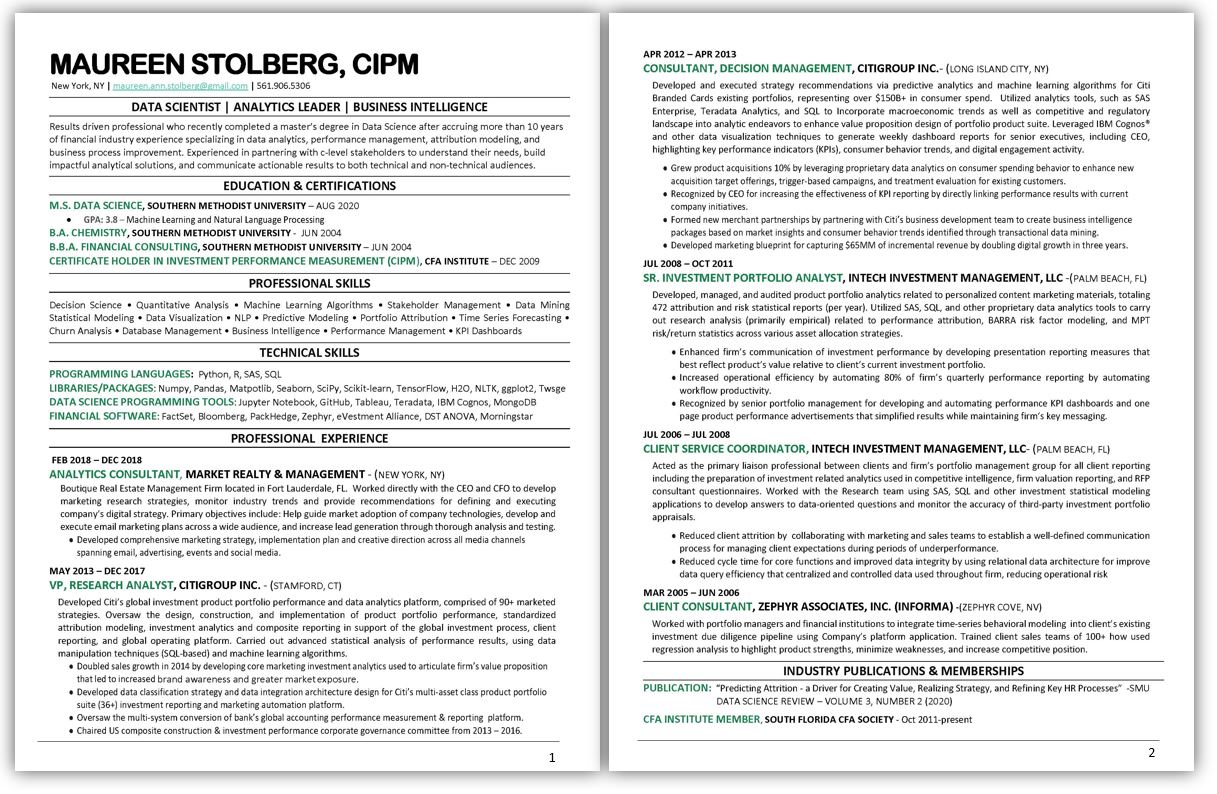 MAUREEN STOLBERG, CIPM
New York, NY | maureen.ann.stolberg@gmail.com | 561.906.5306
DATA SCIENTIST | ANALYTICS LEADER | BUSINESS INTELLIGENCE
Results driven professional who recently completed a master's degree in Data Science after accruing more than 10 years
of financial industry experience specializing in data analytics, performance management, attribution modeling, and
business process improvement. Experienced in partnering with c-level stakeholders to understand their needs, build
impactful analytical solutions, and communicate actionable results to both technical and non-technical audiences.
EDUCATION & CERTIFICATIONS
M.S. DATA SCIENCE, SOUTHERN METHODIST UNIVERSITY – AUG 2020
• GPA: 3.8 – Machine Learning and Natural Language Processing
B.A. CHEMISTRY, SOUTHERN METHODIST UNIVERSITY - JUN 2004
B.B.A. FINANCIAL CONSULTING, SOUTHERN METHODIST UNIVERSITY – JUN 2004
CERTIFICATE HOLDER IN INVESTMENT PERFORMANCE MEASUREMENT (CIPM), CFA INSTITUTE – DEC 2009
PROFESSIONAL SKILLS
Decision Science • Quantitative Analysis • Machine Learning Algorithms • Stakeholder Management • Data Mining
Statistical Modeling • Data Visualization • NLP • Predictive Modeling • Portfolio Attribution • Time Series Forecasting •
Churn Analysis • Database Management • Business Intelligence • Performance Management • KPI Dashboards
TECHNICAL SKILLS
PROGRAMMING LANGUAGES: Python, R, SAS, SQL
LIBRARIES/PACKAGES: Numpy, Pandas, Matpotlib, Seaborn, SciPy, Scikit-learn, TensorFlow, H2O, NLTK, ggplot2, Twsge
DATA SCIENCE PROGRAMMING TOOLS: Jupyter Notebook, GitHub, Tableau, Teradata, IBM Cognos, MongoDB
FINANCIAL SOFTWARE: FactSet, Bloomberg, PackHedge, Zephyr, eVestment Alliance, DST ANOVA, Morningstar
PROFESSIONAL EXPERIENCE
FEB 2018 – DEC 2018
ANALYTICS CONSULTANT, MARKET REALTY & MANAGEMENT - (NEW YORK, NY)
Boutique Real Estate Management Firm located in Fort Lauderdale, FL. Worked directly with the CEO and CFO to develop
marketing research strategies, monitor industry trends and provide recommendations for defining and executing
company's digital strategy. Primary objectives include: Help guide market adoption of company technologies, develop and
execute email marketing plans across a wide audience, and increase lead generation through thorough analysis and testing.
• Developed comprehensive marketing strategy, implementation plan and creative direction across all media channels
spanning email, advertising, events and social media.
MAY 2013 – DEC 2017
VP, RESEARCH ANALYST, CITIGROUP INC. - (STAMFORD, CT)
Developed Citi's global investment product portfolio performance and data analytics platform, comprised of 90+ marketed
strategies. Oversaw the design, construction, and implementation of product portfolio performance, standardized
attribution modeling, investment analytics and composite reporting in support of the global investment process, client
reporting, and global operating platform. Carried out advanced statistical analysis of performance results, using data
manipulation techniques (SQL-based) and machine learning algorithms.
• Doubled sales growth in 2014 by developing core marketing investment analytics used to articulate firm's value proposition
that led to increased brand awareness and greater market exposure.
• Developed data classification strategy and data integration architecture design for Citi's multi-asset class product portfolio
suite (36+) investment reporting and marketing automation platform.
• Oversaw the multi-system conversion of bank's global accounting performance measurement & reporting platform.
• Chaired US composite construction & investment performance corporate governance committee from 2013 – 2016.
1
APR 2012 – APR 2013
CONSULTANT, DECISION MANAGEMENT, CITIGROUP INC.- (LONG ISLAND CITY, NY)
Developed and executed strategy recommendations via predictive analytics and machine learning algorithms for Citi
Branded Cards existing portfolios, representing over $150B+ in consumer spend. Utilized analytics tools, such as SAS
Enterprise, Teradata Analytics, and SQL to Incorporate macroeconomic trends as well as competitive and regulatory
landscape into analytic endeavors to enhance value proposition design of portfolio product suite. Leveraged IBM Cognos®
and other data visualization techniques to generate weekly dashboard reports for senior executives, including CEO,
highlighting key performance indicators (KPIs), consumer behavior trends, and digital engagement activity.
• Grew product acquisitions 10% by leveraging proprietary data analytics on consumer spending behavior to enhance new
acquisition target offerings, trigger-based campaigns, and treatment evaluation for existing customers.
• Recognized by CEO for increasing the effectiveness of KPI reporting by directly linking performance results with current
company initiatives.
• Formed new merchant partnerships by partnering with Citi's business development team to create business intelligence
packages based on market insights and consumer behavior trends identified through transactional data mining.
• Developed marketing blueprint for capturing $65MM of incremental revenue by doubling digital growth in three years.
JUL 2008 – OCT 2011
SR. INVESTMENT PORTFOLIO ANALYST, INTECH INVESTMENT MANAGEMENT, LLC -(PALM BEACH, FL)
Developed, managed, and audited product portfolio analytics related to personalized content marketing materials, totaling
472 attribution and risk statistical reports (per year). Utilized SAS, SQL, and other proprietary data analytics tools to carry
out research analysis (primarily empirical) related to performance attribution, BARRA risk factor modeling, and MPT
risk/return statistics across various asset allocation strategies.
• Enhanced firm's communication of investment performance by developing presentation reporting measures that
best reflect product's value relative to client's current investment portfolio.
• Increased operational efficiency by automating 80% of firm's quarterly performance reporting by automating
workflow productivity.
• Recognized by senior portfolio management for developing and automating performance KPI dashboards and one
page product performance advertisements that simplified results while maintaining firm's key messaging.
JUL 2006 – JUL 2008
CLIENT SERVICE COORDINATOR, INTECH INVESTMENT MANAGEMENT, LLC- (PALM BEACH, FL)
Acted as the primary liaison professional between clients and firm's portfolio management group for all client reporting
including the preparation of investment related analytics used in competitive intelligence, firm valuation reporting, and RFP
consultant questionnaires. Worked with the Research team using SAS, SQL and other investment statistical modeling
applications to develop answers to data-oriented questions and monitor the accuracy of third-party investment portfolio
appraisals.
• Reduced client attrition by collaborating with marketing and sales teams to establish a well-defined communication
process for managing client expectations during periods of underperformance.
• Reduced cycle time for core functions and improved data integrity by using relational data architecture for improve
data query efficiency that centralized and controlled data used throughout firm, reducing operational risk
MAR 2005 – JUN 2006
CLIENT CONSULTANT, ZEPHYR ASSOCIATES, INC. (INFORMA) -(ZEPHYR COVE, NV)
Worked with portfolio managers and financial institutions to integrate time-series behavioral modeling into client's existing
investment due diligence pipeline using Company's platform application. Trained client sales teams of 100+ how used
regression analysis to highlight product strengths, minimize weaknesses, and increase competitive position.
INDUSTRY PUBLICATIONS & MEMBERSHIPS
PUBLICATION: "Predicting Attrition - a Driver for Creating Value, Realizing Strategy, and Refining Key HR Processes" -SMU
DATA SCIENCE REVIEW – VOLUME 3, NUMBER 2 (2020)
CFA INSTITUTE MEMBER, SOUTH FLORIDA CFA SOCIETY - Oct 2011-present
2